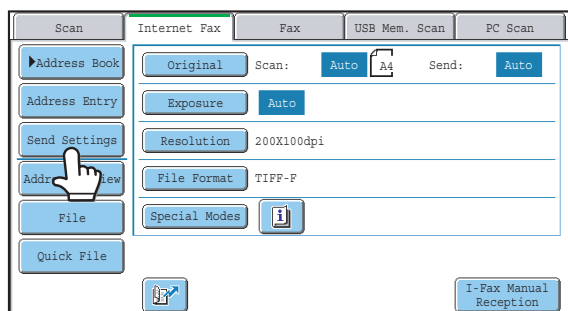 Scan Internet Fax Fax USB Mem. Scan PC Scan
Address Book
Original Scan: Auto A4 Send: Auto
Address Entry
Exposure Auto
Send Settings
Resolution 200X100dpi
File Format TIFF-F
File
Special Modes
Quick File
I-Fax Manual
Reception